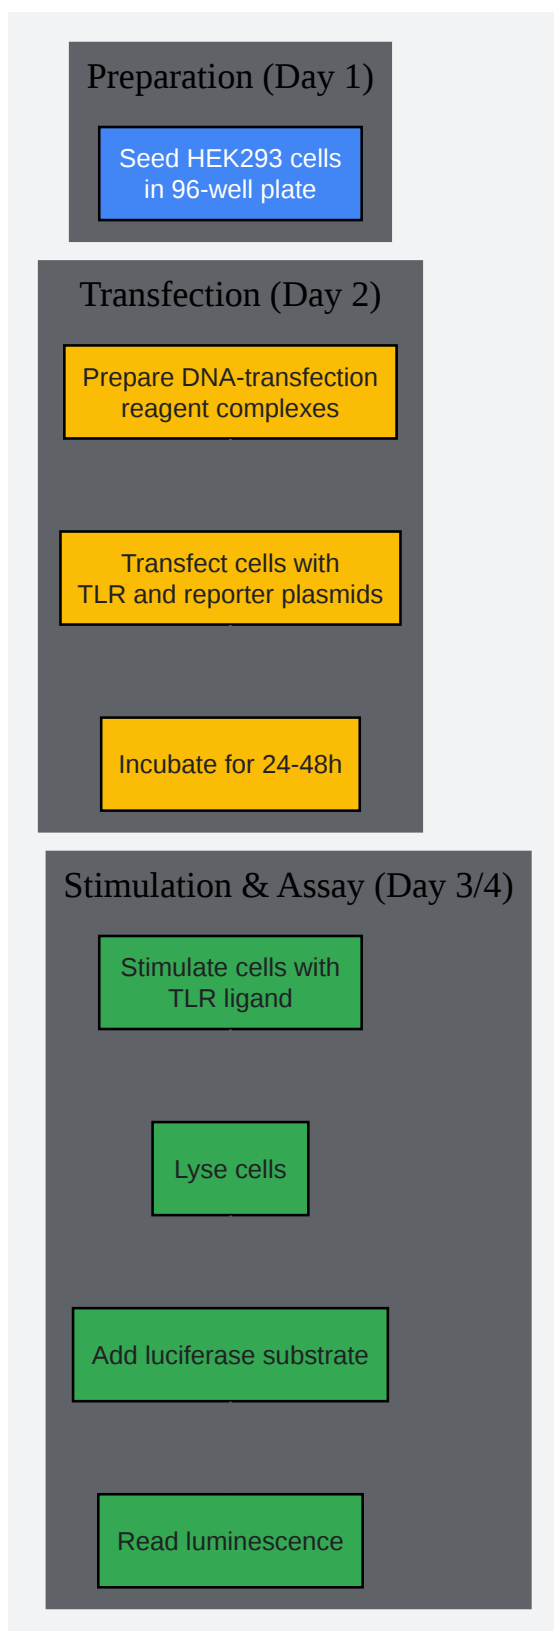 Preparation (Day 1)
Seed HEK293 cells
in 96-well plate
Transfection (Day 2)
Prepare DNA-transfection
reagent complexes
Transfect cells with
TLR and reporter plasmids
Incubate for 24-48h
Stimulation & Assay (Day 3/4)
Stimulate cells with
TLR ligand
Lyse cells
Add luciferase substrate
Read luminescence